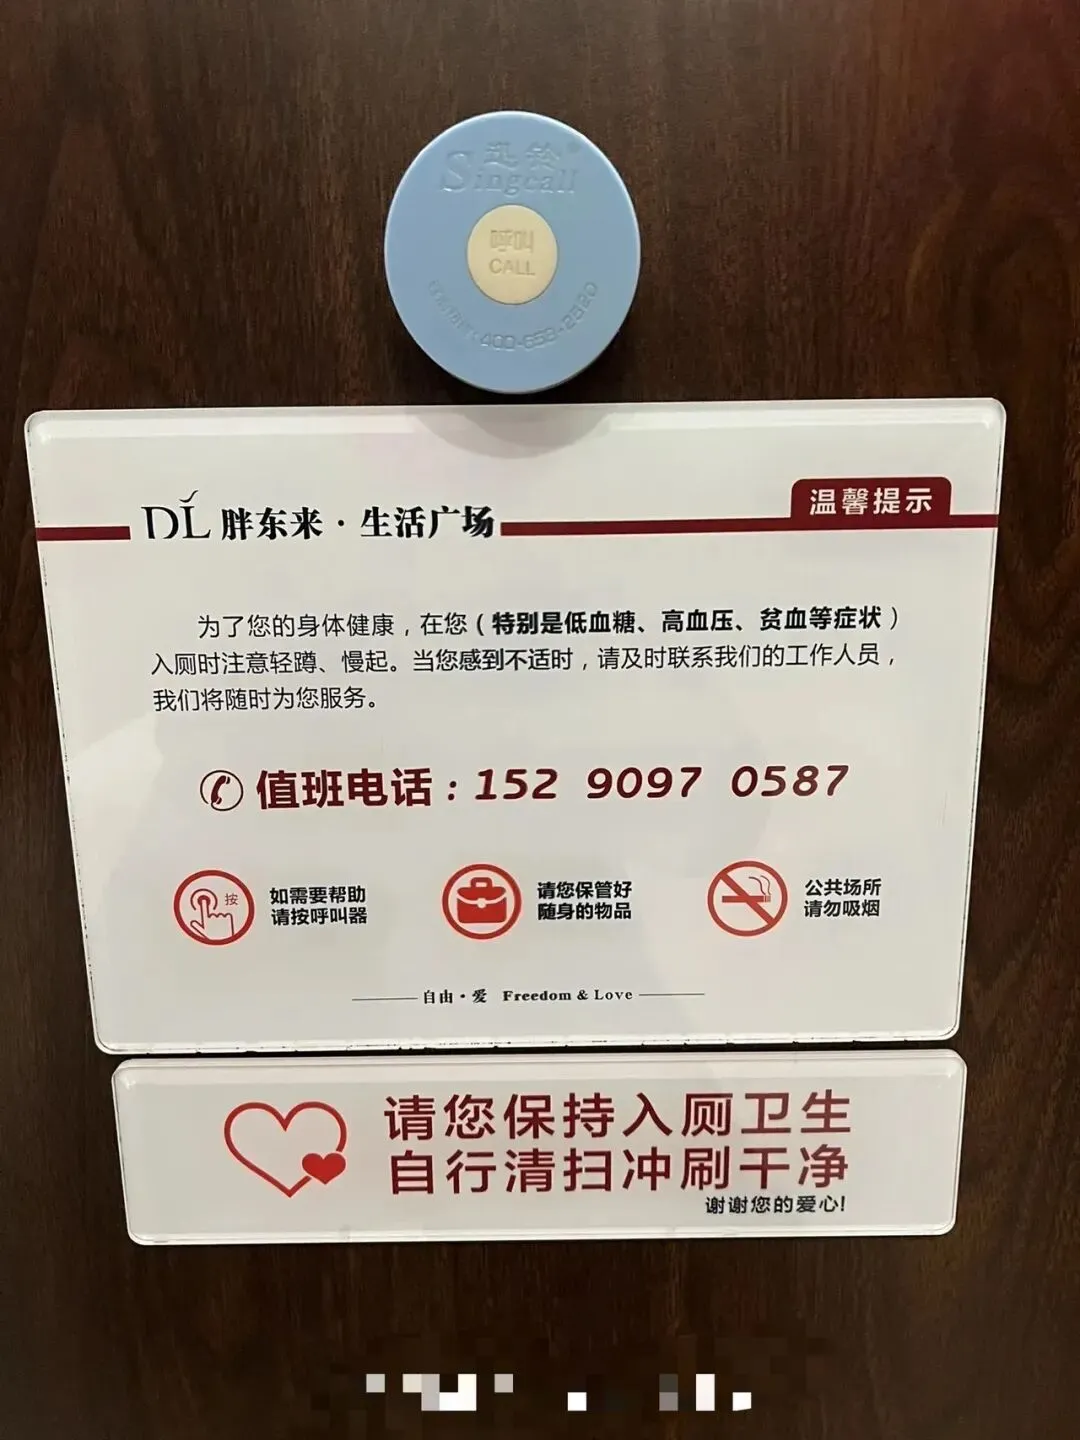 迅铃®
Singcall
呼叫
CALL
DL 胖东来·生活广场
温馨提示
为了您的身体健康，在您（特别是低血糖、高血压、贫血等症状）
入厕时注意轻蹲、慢起。当您感到不适时，请及时联系我们的工作人员，
我们将随时为您服务。
值班电话：152 9097 0587
按
如需要帮助
请按呼叫器
请您保管好
随身的物品
公共场所
请勿吸烟
自由·爱 Freedom & Love
请您保持入厕卫生
自行清扫冲刷干净
谢谢您的爱心!